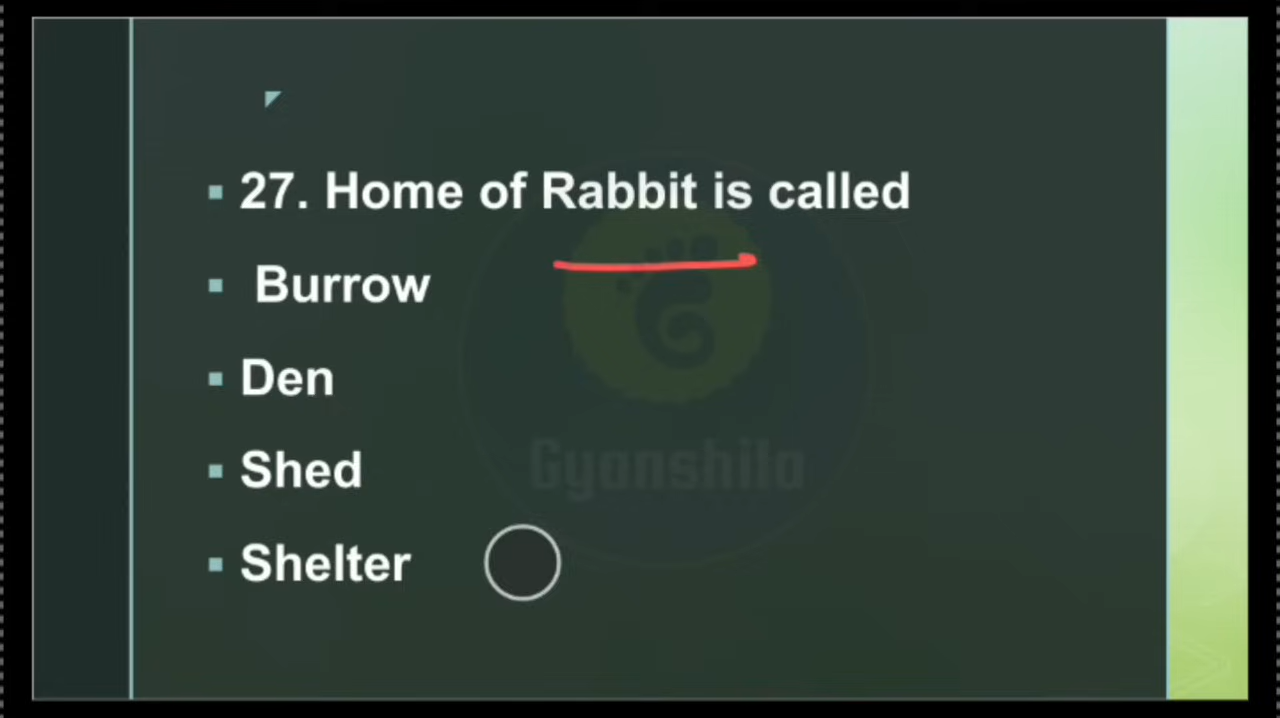 27. Home of Rabbit is called
Burrow
Den
Shed
Shelter
Gyanshila